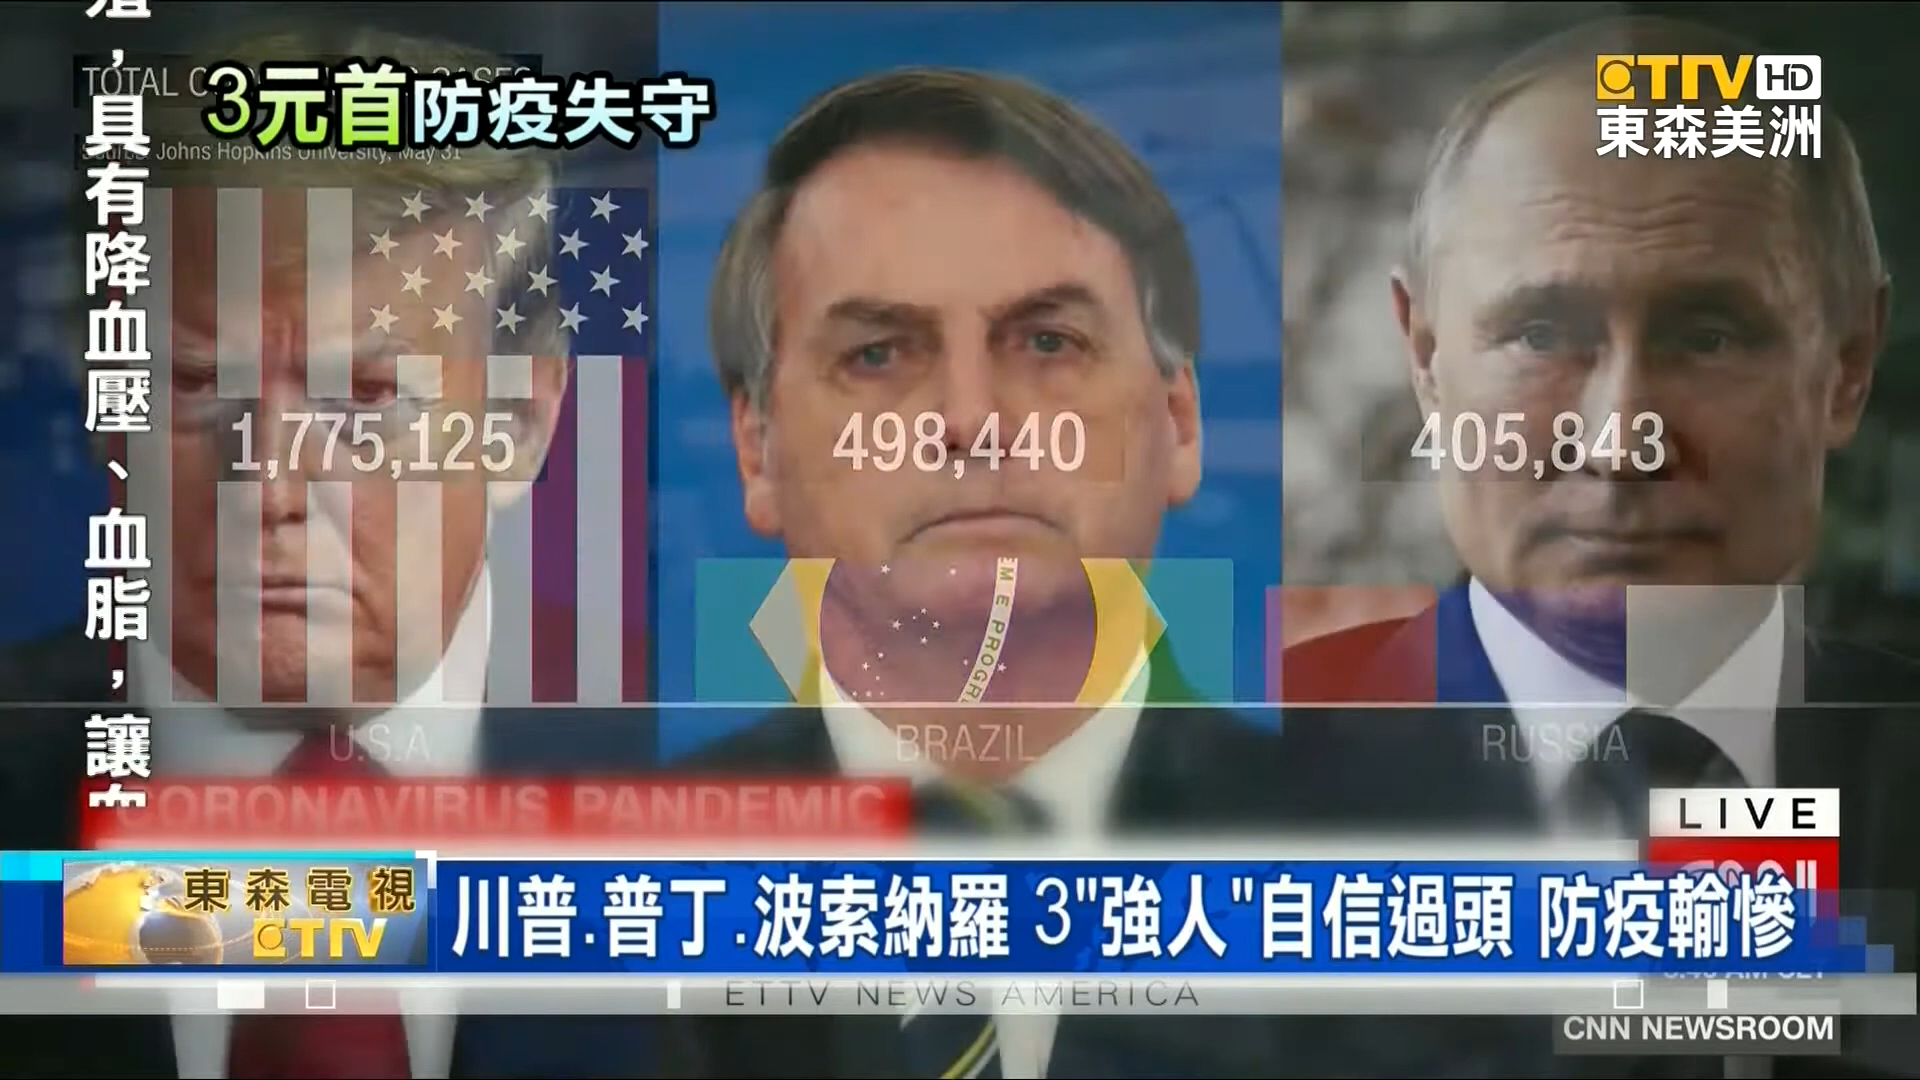 3元首防疫失守
TOTAL C
Johns Hopkins University, May 31
ETTV HD
東森美洲
，具有降血壓、血脂，讓
1,775,125
498,440
405,843
M E PROGR
U.S.A
BRAZIL
RUSSIA
CORONAVIRUS PANDEMIC
LIVE
東森電視
ETTV
川普.普丁.波索納羅 3"強人"自信過頭 防疫輸慘
ETTV NEWS AMERICA
CNN NEWSROOM